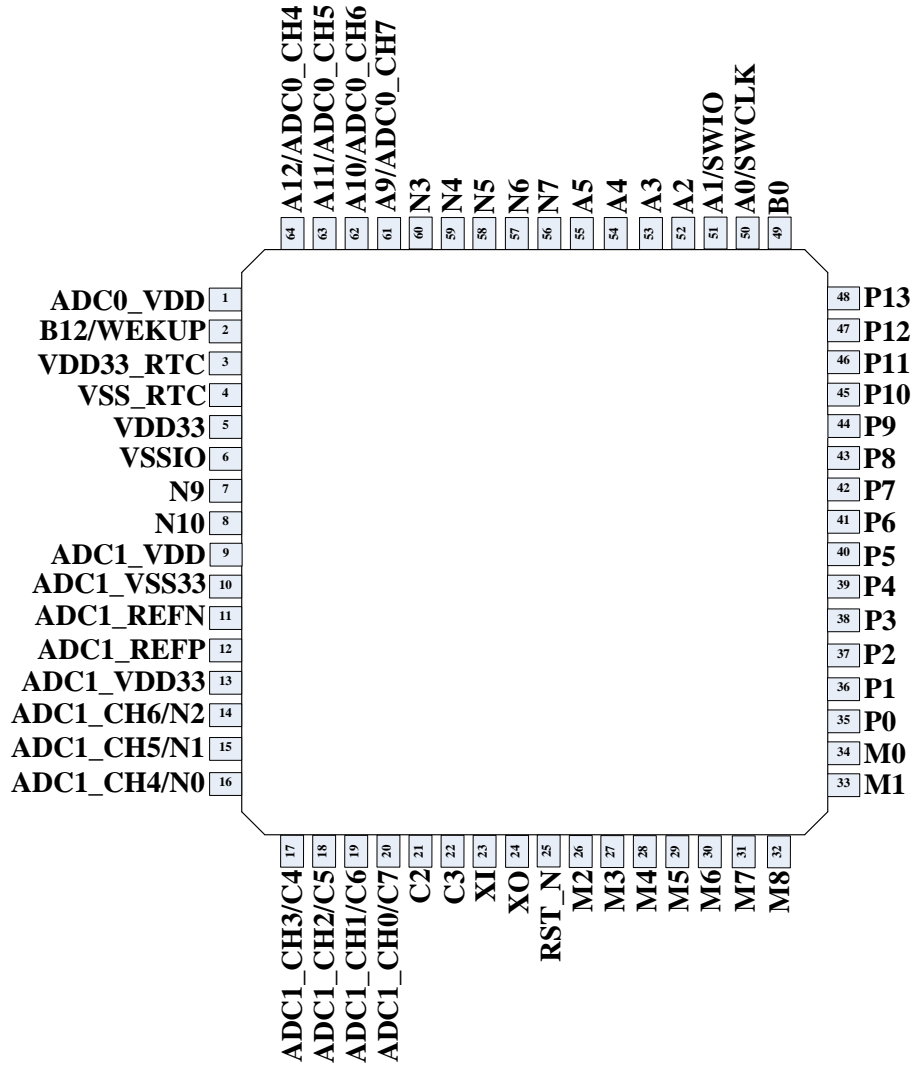 A12/ADC0_CH4
A11/ADC0_CH5
A10/ADC0_CH6
A9/ADC0_CH7
N3
N4
N5
N6
N7
A5
A4
A3
A2
A1/SWIO
A0/SWCLK
B0
64
63
62
61
60
59
58
57
56
55
54
53
52
51
50
49
ADC0_VDD 1
B12/WEKUP 2
VDD33_RTC 3
VSS_RTC 4
VDD33 5
VSSIO 6
N9 7
N10 8
ADC1_VDD 9
ADC1_VSS33 10
ADC1_REFN 11
ADC1_REFP 12
ADC1_VDD33 13
ADC1_CH6/N2 14
ADC1_CH5/N1 15
ADC1_CH4/N0 16
48 P13
47 P12
46 P11
45 P10
44 P9
43 P8
42 P7
41 P6
40 P5
39 P4
38 P3
37 P2
36 P1
35 P0
34 M0
33 M1
17
18
19
20
21
22
23
24
25
26
27
28
29
30
31
32
ADC1_CH3/C4
ADC1_CH2/C5
ADC1_CH1/C6
ADC1_CH0/C7
C2
C3
XI
XO
RST_N
M2
M3
M4
M5
M6
M7
M8